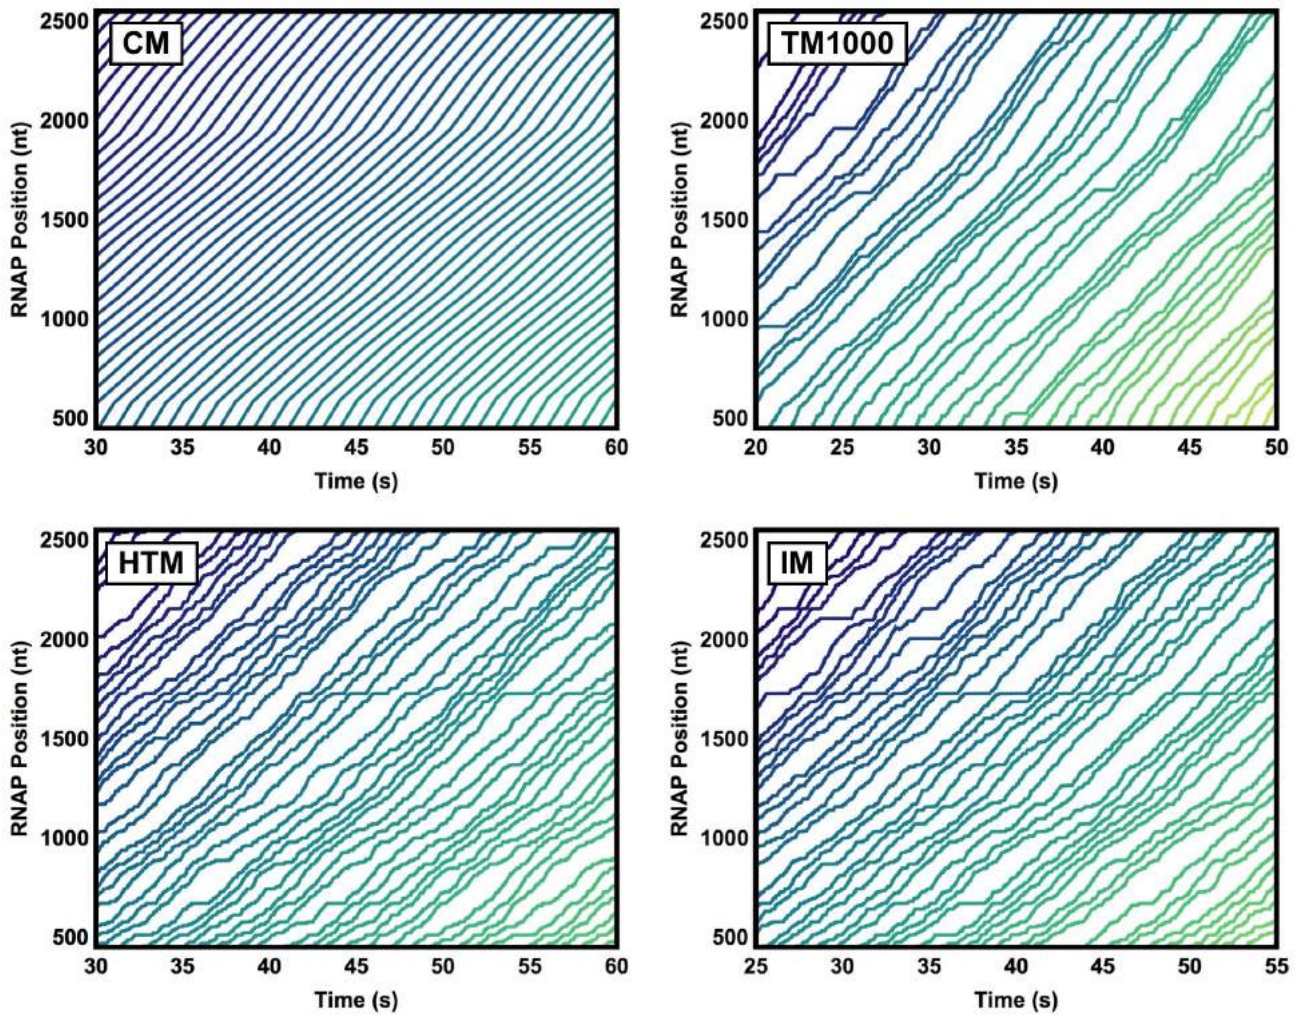 CM
RNAP Position (nt)
2500
2000
1500
1000
500
30 35 40 45 50 55 60
Time (s)
TM1000
RNAP Position (nt)
2500
2000
1500
1000
500
20 25 30 35 40 45 50
Time (s)
HTM
RNAP Position (nt)
2500
2000
1500
1000
500
30 35 40 45 50 55 60
Time (s)
IM
RNAP Position (nt)
2500
2000
1500
1000
500
25 30 35 40 45 50 55
Time (s)